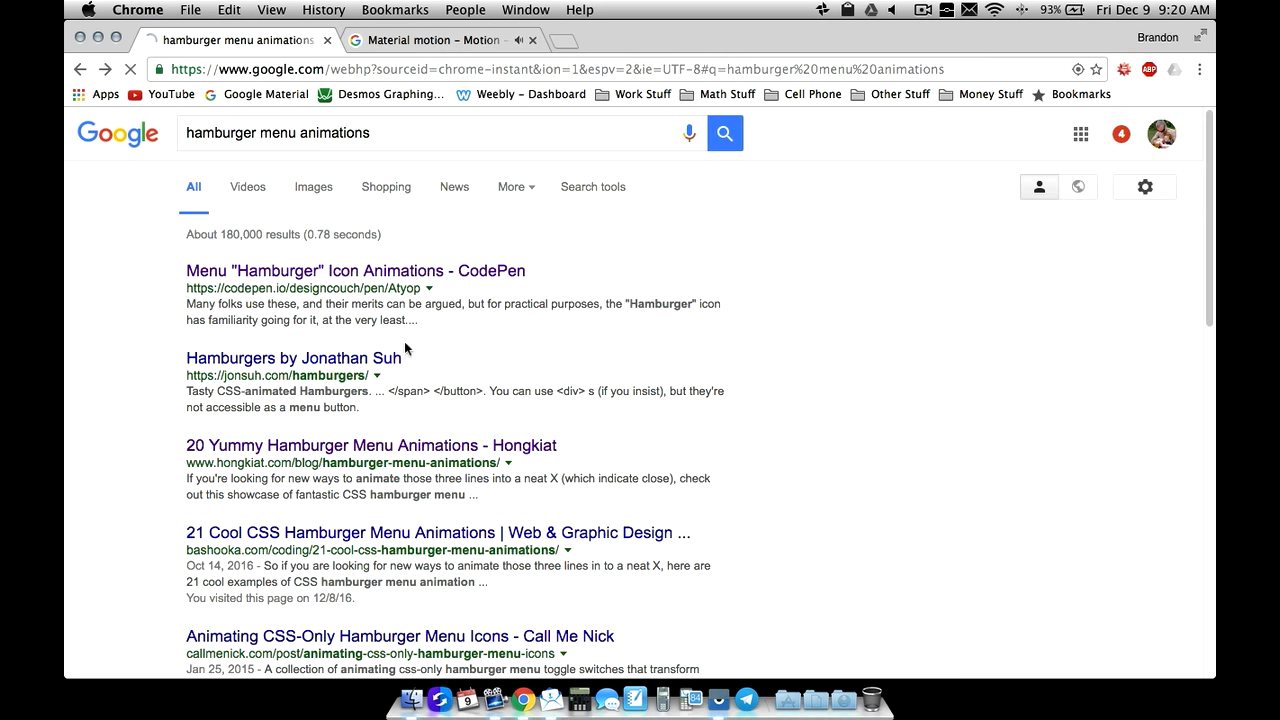 Chrome File Edit View History Bookmarks People Window Help 93% Fri Dec 9 9:20 AM
hamburger menu animations Material motion – Motion - Brandon
https://www.google.com/webhp?sourceid=chrome-instant&ion=1&espv=2&ie=UTF-8#q=hamburger%20menu%20animations ABP
Apps YouTube Google Material Desmos Graphing... Weebly – Dashboard Work Stuff Math Stuff Cell Phone Other Stuff Money Stuff Bookmarks
Google hamburger menu animations 4
All Videos Images Shopping News More Search tools
About 180,000 results (0.78 seconds)
Menu "Hamburger" Icon Animations - CodePen
https://codepen.io/designcouch/pen/Atyop
Many folks use these, and their merits can be argued, but for practical purposes, the "Hamburger" icon
has familiarity going for it, at the very least....
Hamburgers by Jonathan Suh
https://jonsuh.com/hamburgers/
Tasty CSS-animated Hamburgers. ... </span> </button>. You can use <div> s (if you insist), but they're
not accessible as a menu button.
20 Yummy Hamburger Menu Animations - Hongkiat
www.hongkiat.com/blog/hamburger-menu-animations/
If you're looking for new ways to animate those three lines into a neat X (which indicate close), check
out this showcase of fantastic CSS hamburger menu ...
21 Cool CSS Hamburger Menu Animations | Web & Graphic Design ...
bashooka.com/coding/21-cool-css-hamburger-menu-animations/
Oct 14, 2016 - So if you are looking for new ways to animate those three lines in to a neat X, here are
21 cool examples of CSS hamburger menu animation ...
You visited this page on 12/8/16.
Animating CSS-Only Hamburger Menu Icons - Call Me Nick
callmenick.com/post/animating-css-only-hamburger-menu-icons
Jan 25, 2015 - A collection of animating css-only hamburger menu toggle switches that transform
9 84